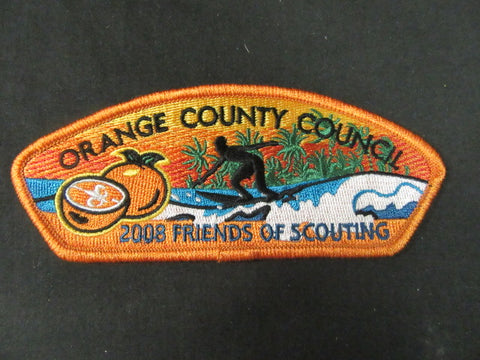 ORANGE COUNTY COUNCIL
2008 FRIENDS OF SCOUTING